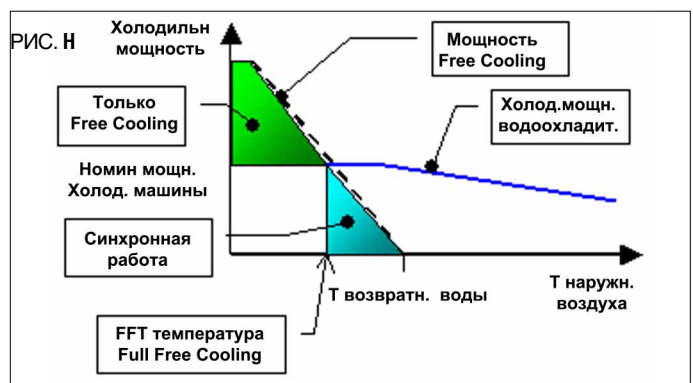 РИС. H
Холодильн
мощность
Мощность
Free Cooling
Только
Free Cooling
Холод.мощн.
водоохладит.
Номин мощн.
Холод. машины
Синхронная
работа
Т возвратн. воды
Т наружн.
воздуха
FFT температура
Full Free Cooling